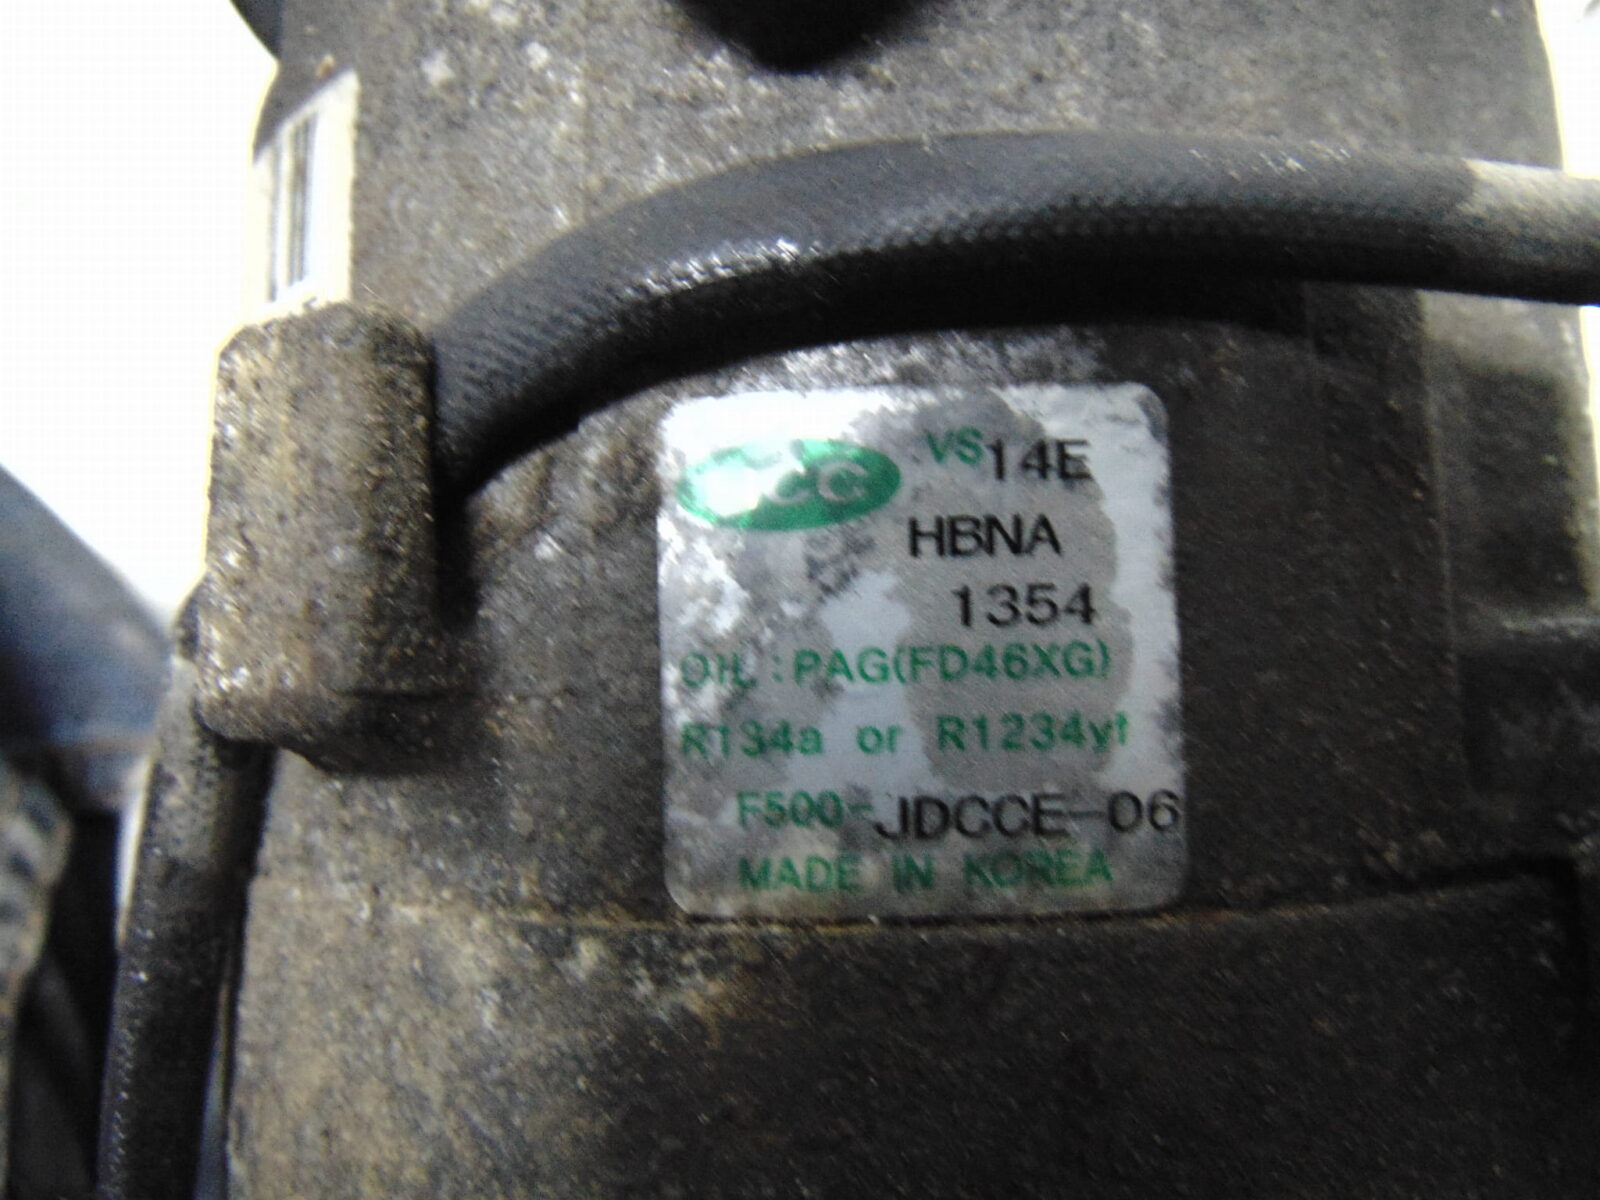 VS14E
HBNA
1354
OIL : PAG(FD46XG)
R134a or R1234yf
F500-JDCCE-06
MADE IN KOREA